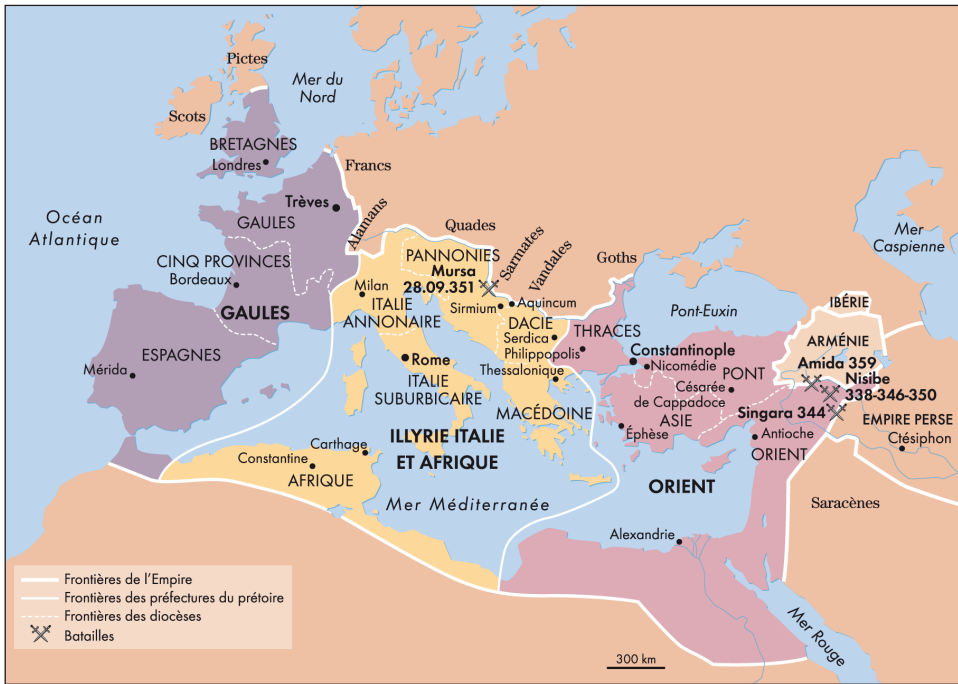 Pictes
Mer du
Nord
Scots
BRETAGNES
Londres
Francs
Trèves
Océan
Atlantique
GAULES
Alamans
Quades
Sarmates
Vandales
Goths
Mer
Caspienne
CINQ PROVINCES
Bordeaux
GAULES
PANNONIES
Mursa
28.09.351
Milan
ITALIE
ANNONAIRE
Sirmium
Aquincum
DACIE
Serdica
Philippopolis
THRACES
Pont-Euxin
IBÉRIE
ARMÉNIE
ESPAGNES
Mérida
Rome
ITALIE
SUBURBICAIRE
Thessalonique
MACÉDOINE
Constantinople
Nicomédie
PONT
Césarée
de Cappadoce
ASIE
Éphèse
Amida 359
Nisibe
338-346-350
Singara 344
EMPIRE PERSE
Ctésiphon
Antioche
ORIENT
Carthage
Constantine
AFRIQUE
ILLYRIE ITALIE
ET AFRIQUE
Mer Méditerranée
ORIENT
Saracènes
Alexandrie
Mer Rouge
Frontières de l'Empire
Frontières des préfectures du prétoire
Frontières des diocèses
Batailles
300 km